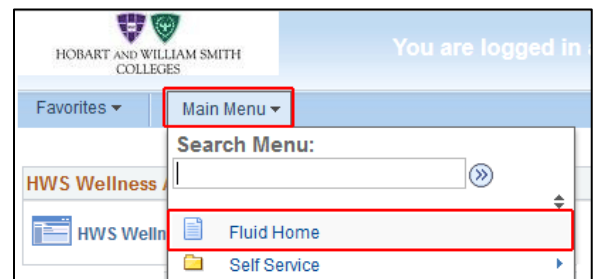 HOBART AND WILLIAM SMITH
COLLEGES
You are logged in
Favorites
Main Menu
Search Menu:
HWS Wellness
Fluid Home
HWS
Self Service